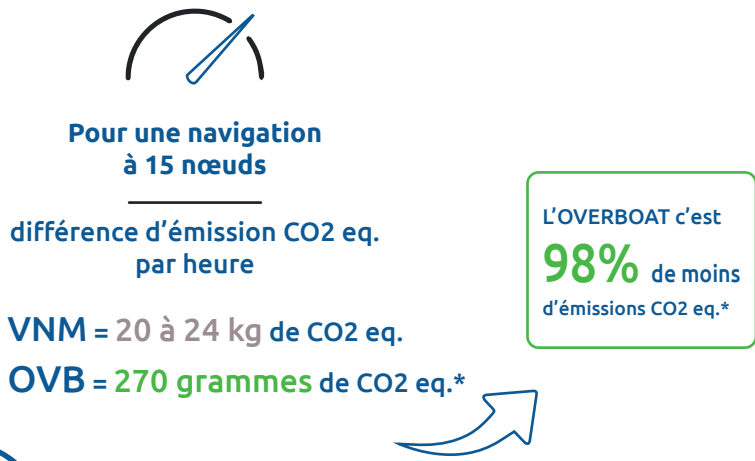 Pour une navigation
à 15 nœuds
différence d’émission CO2 eq.
par heure
VNM = 20 à 24 kg de CO2 eq.
OVB = 270 grammes de CO2 eq.*
L’OVERBOAT c’est
98% de moins
d’émissions CO2 eq.*